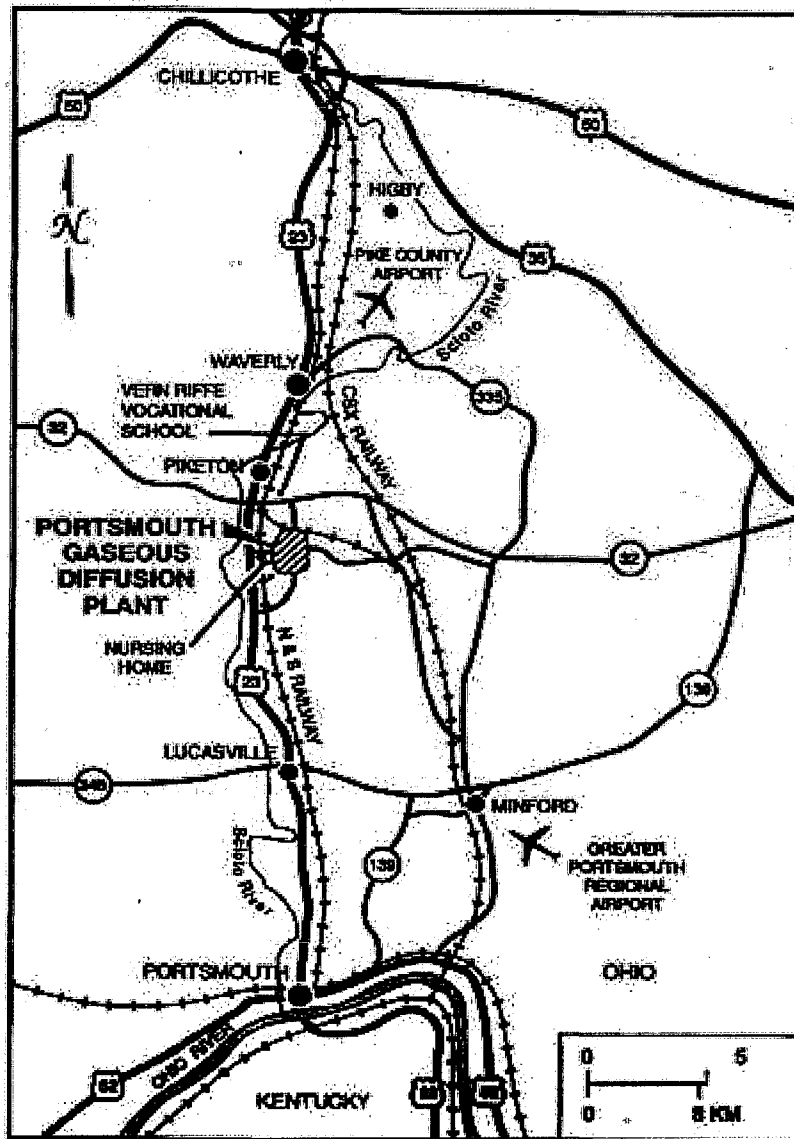 CHILLICOTHE
50
50
HIGBY
N
23
PIKE COUNTY
AIRPORT
35
Scioto River
WAVERLY
VERN RIFFE
VOCATIONAL
SCHOOL
335
CSX RAILWAY
32
PIKETON
PORTSMOUTH
GASEOUS
DIFFUSION
PLANT
32
NURSING
HOME
N & S RAILWAY
23
139
LUCASVILLE
MINFORD
139
GREATER
PORTSMOUTH
REGIONAL
AIRPORT
Scioto River
PORTSMOUTH
OHIO
OHIO RIVER
52
KENTUCKY
0 5
0 8 KM